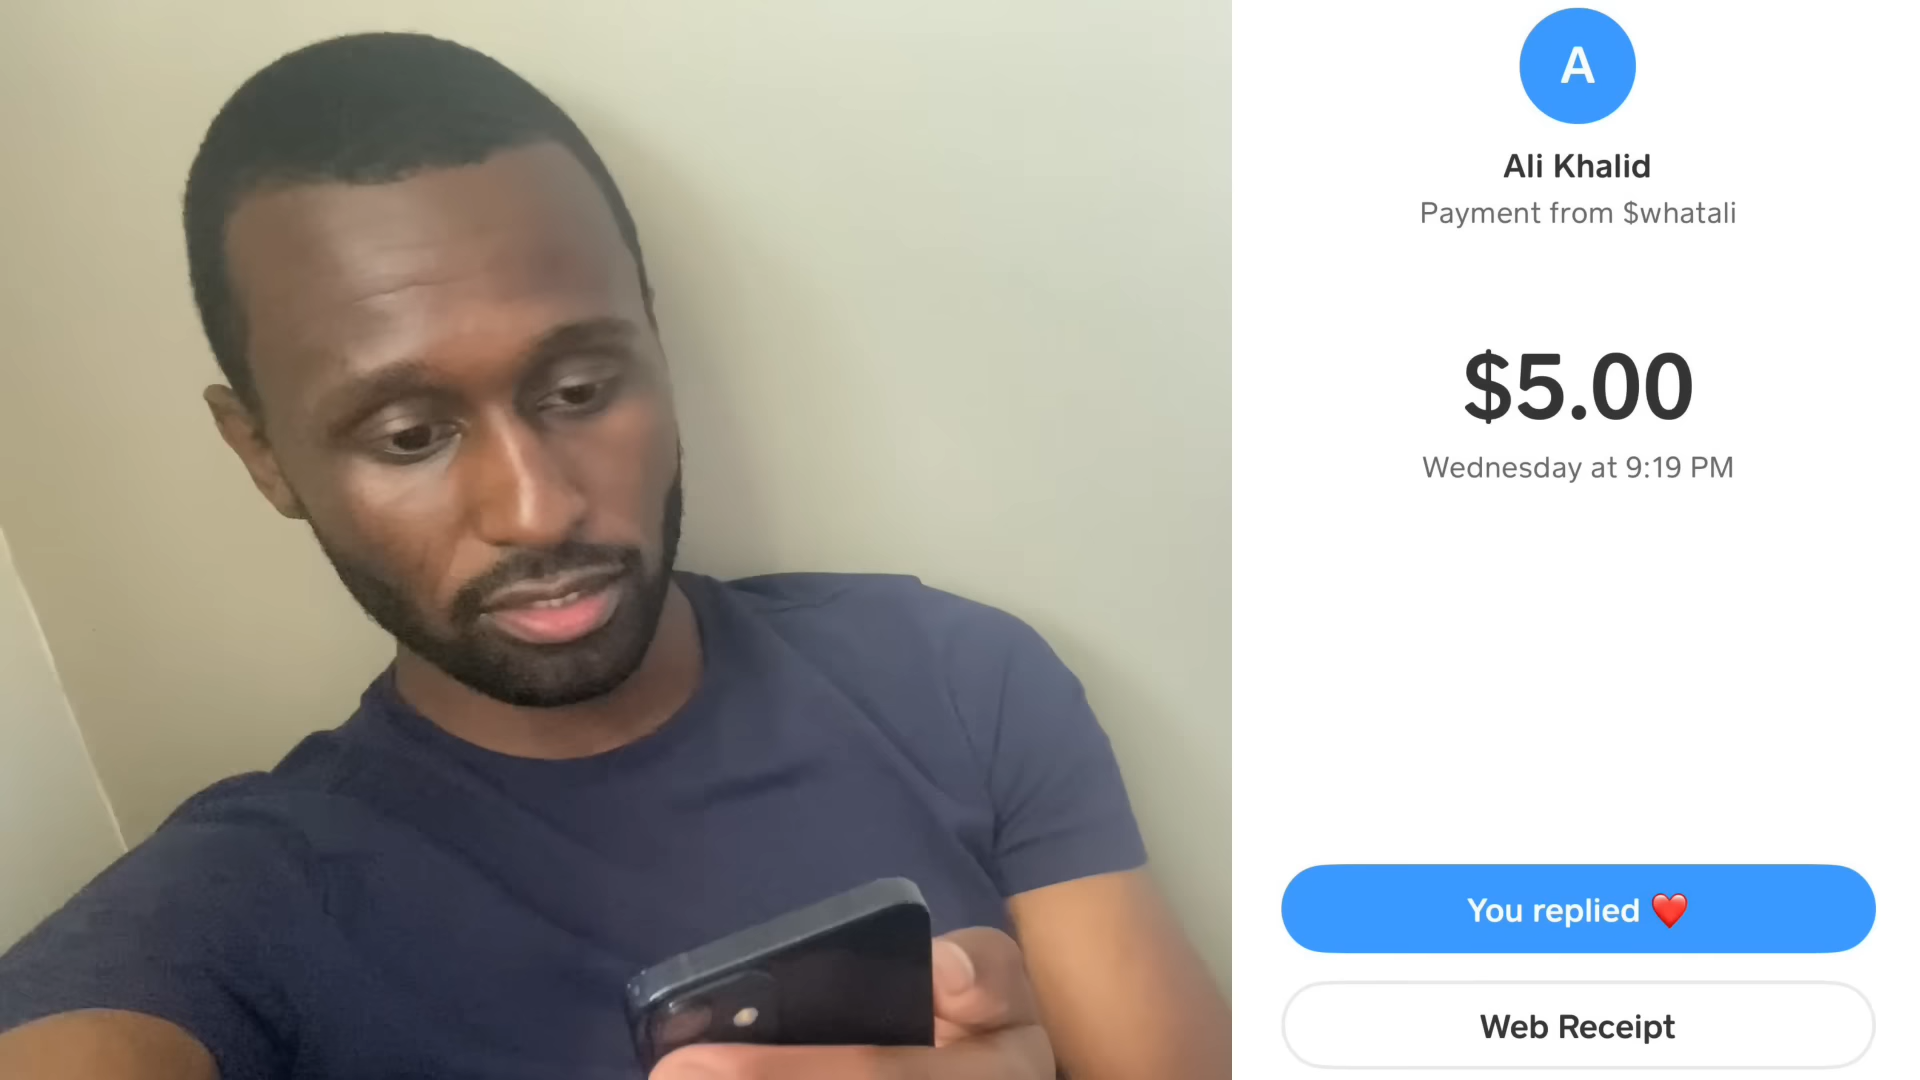 A
Ali Khalid
Payment from $whatali
$5.00
Wednesday at 9:19 PM
You replied ❤️
Web Receipt